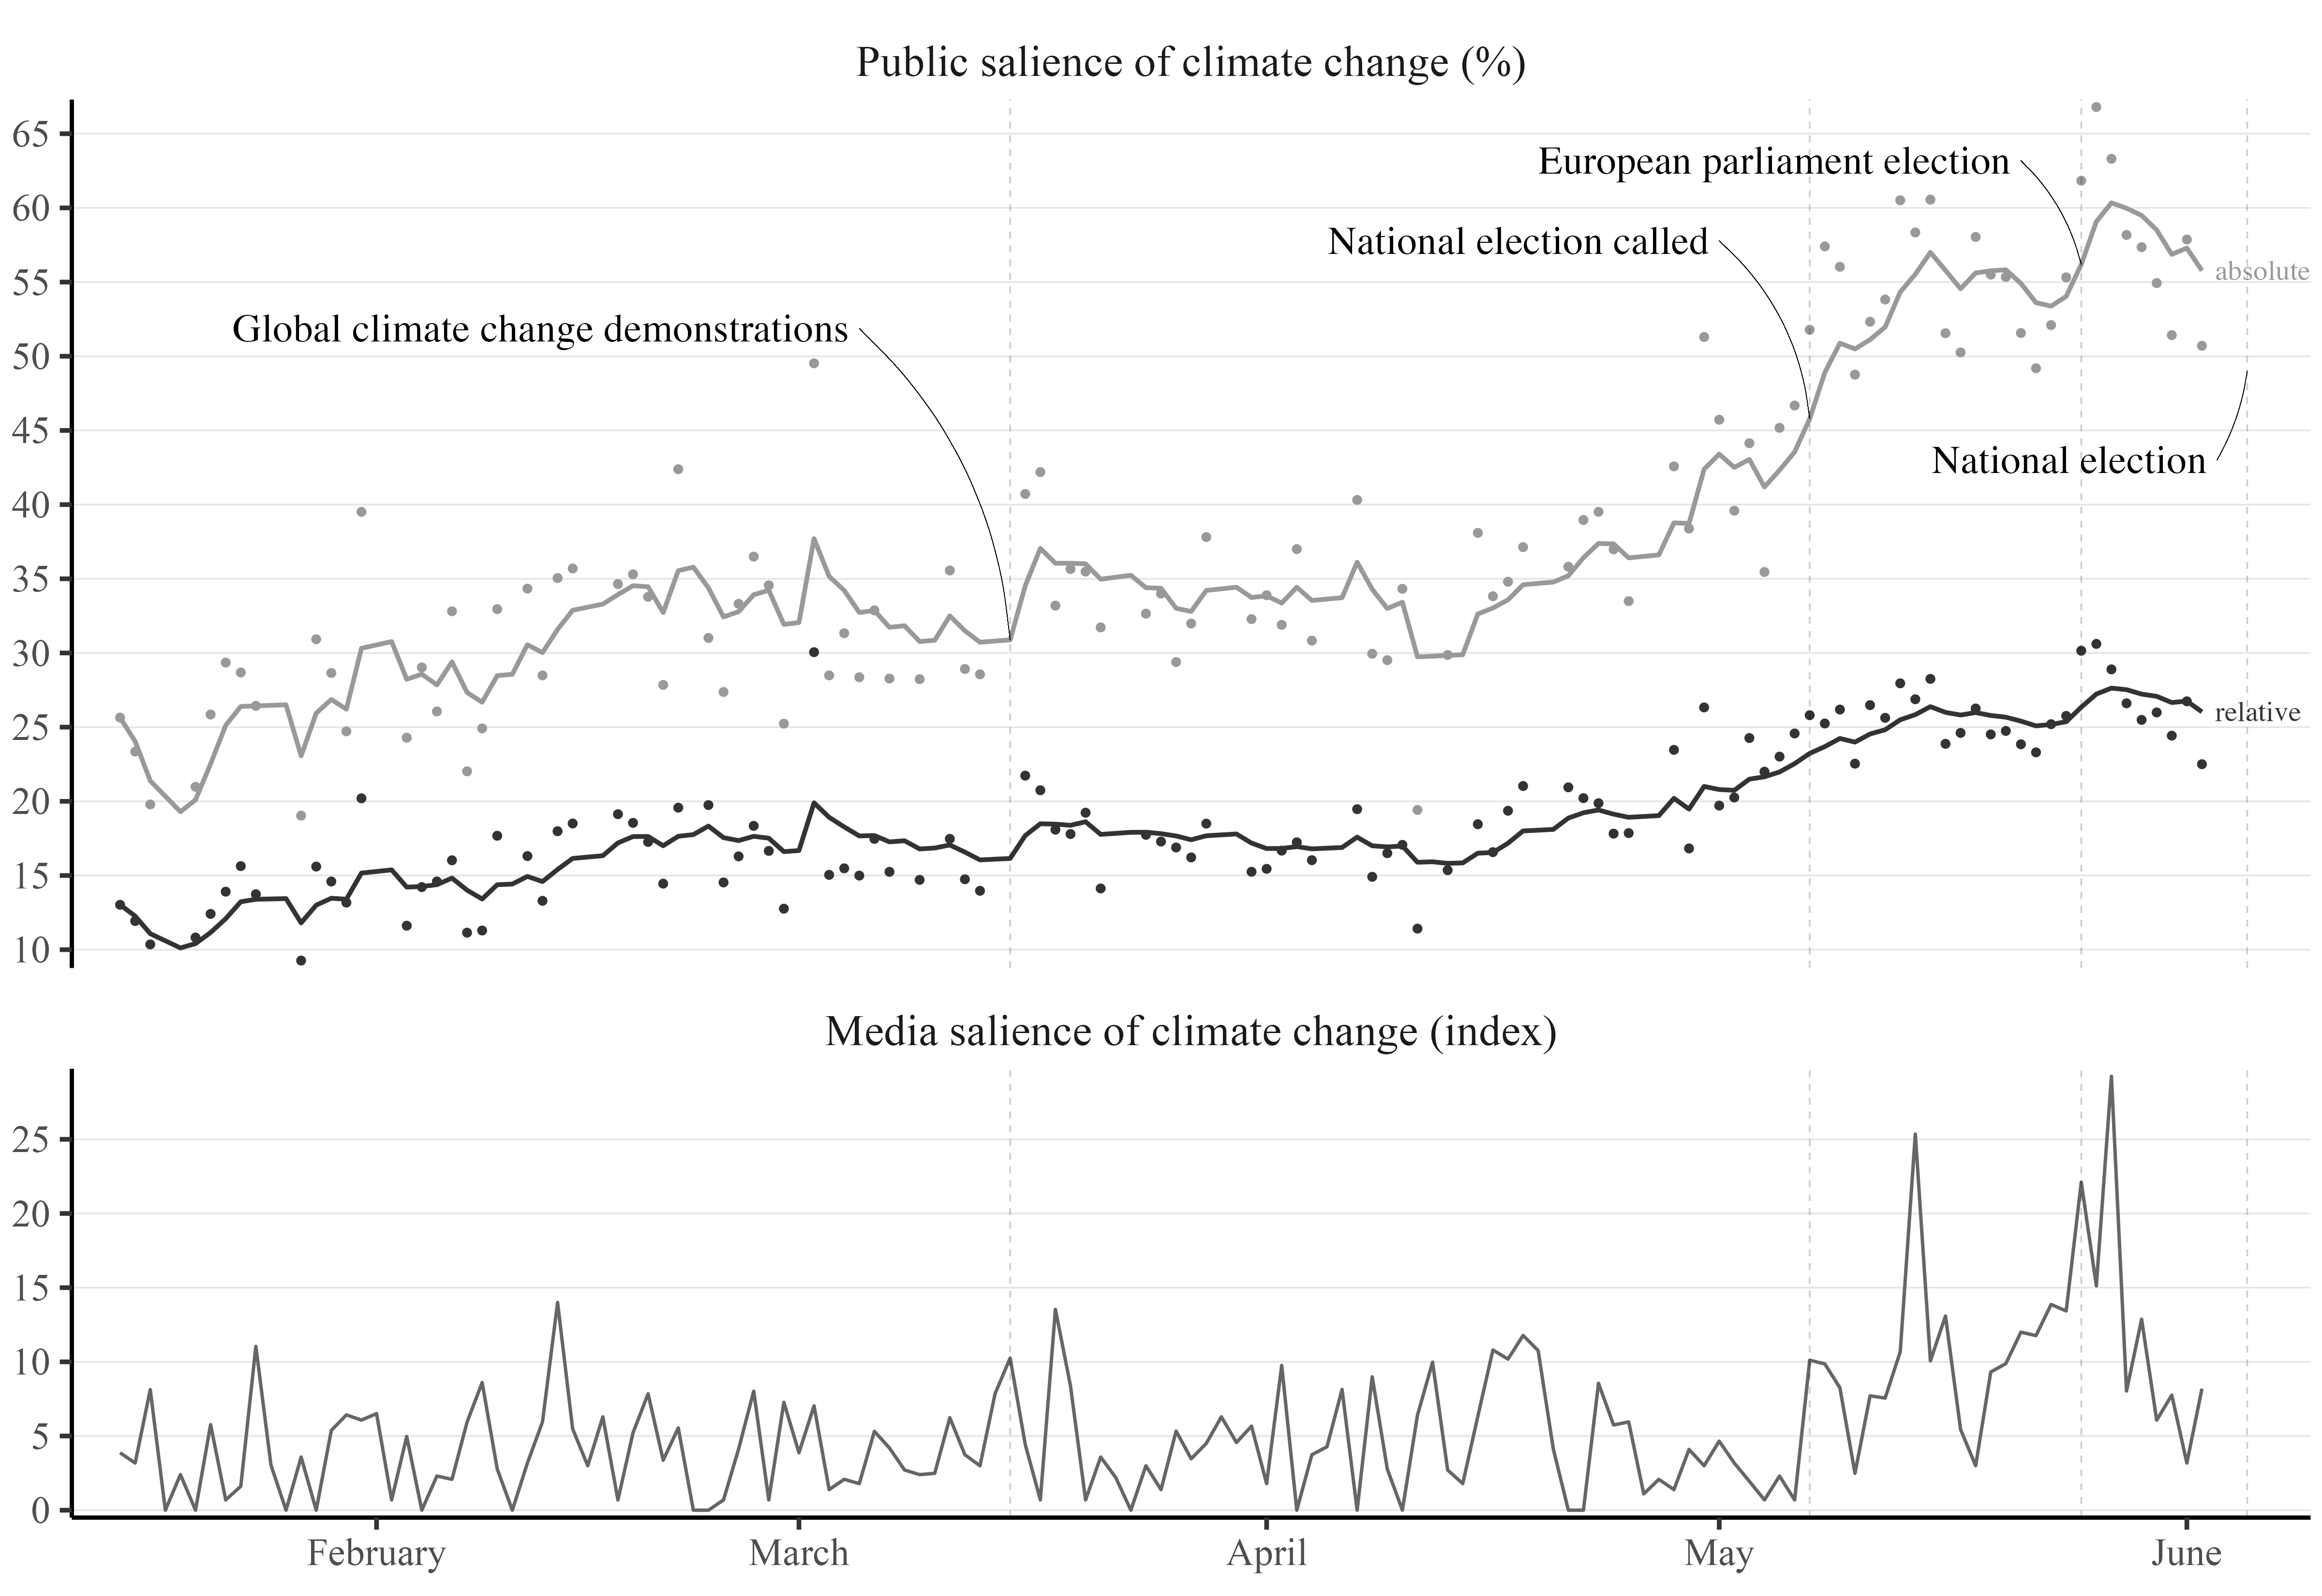 Public salience of climate change (%)
65
European parliament election
60
National election called
55
absolute
Global climate change demonstrations
50
45
National election
40
35
30
25
relative
20
15
10
Media salience of climate change (index)
25
20
15
10
5
0
February March April May June